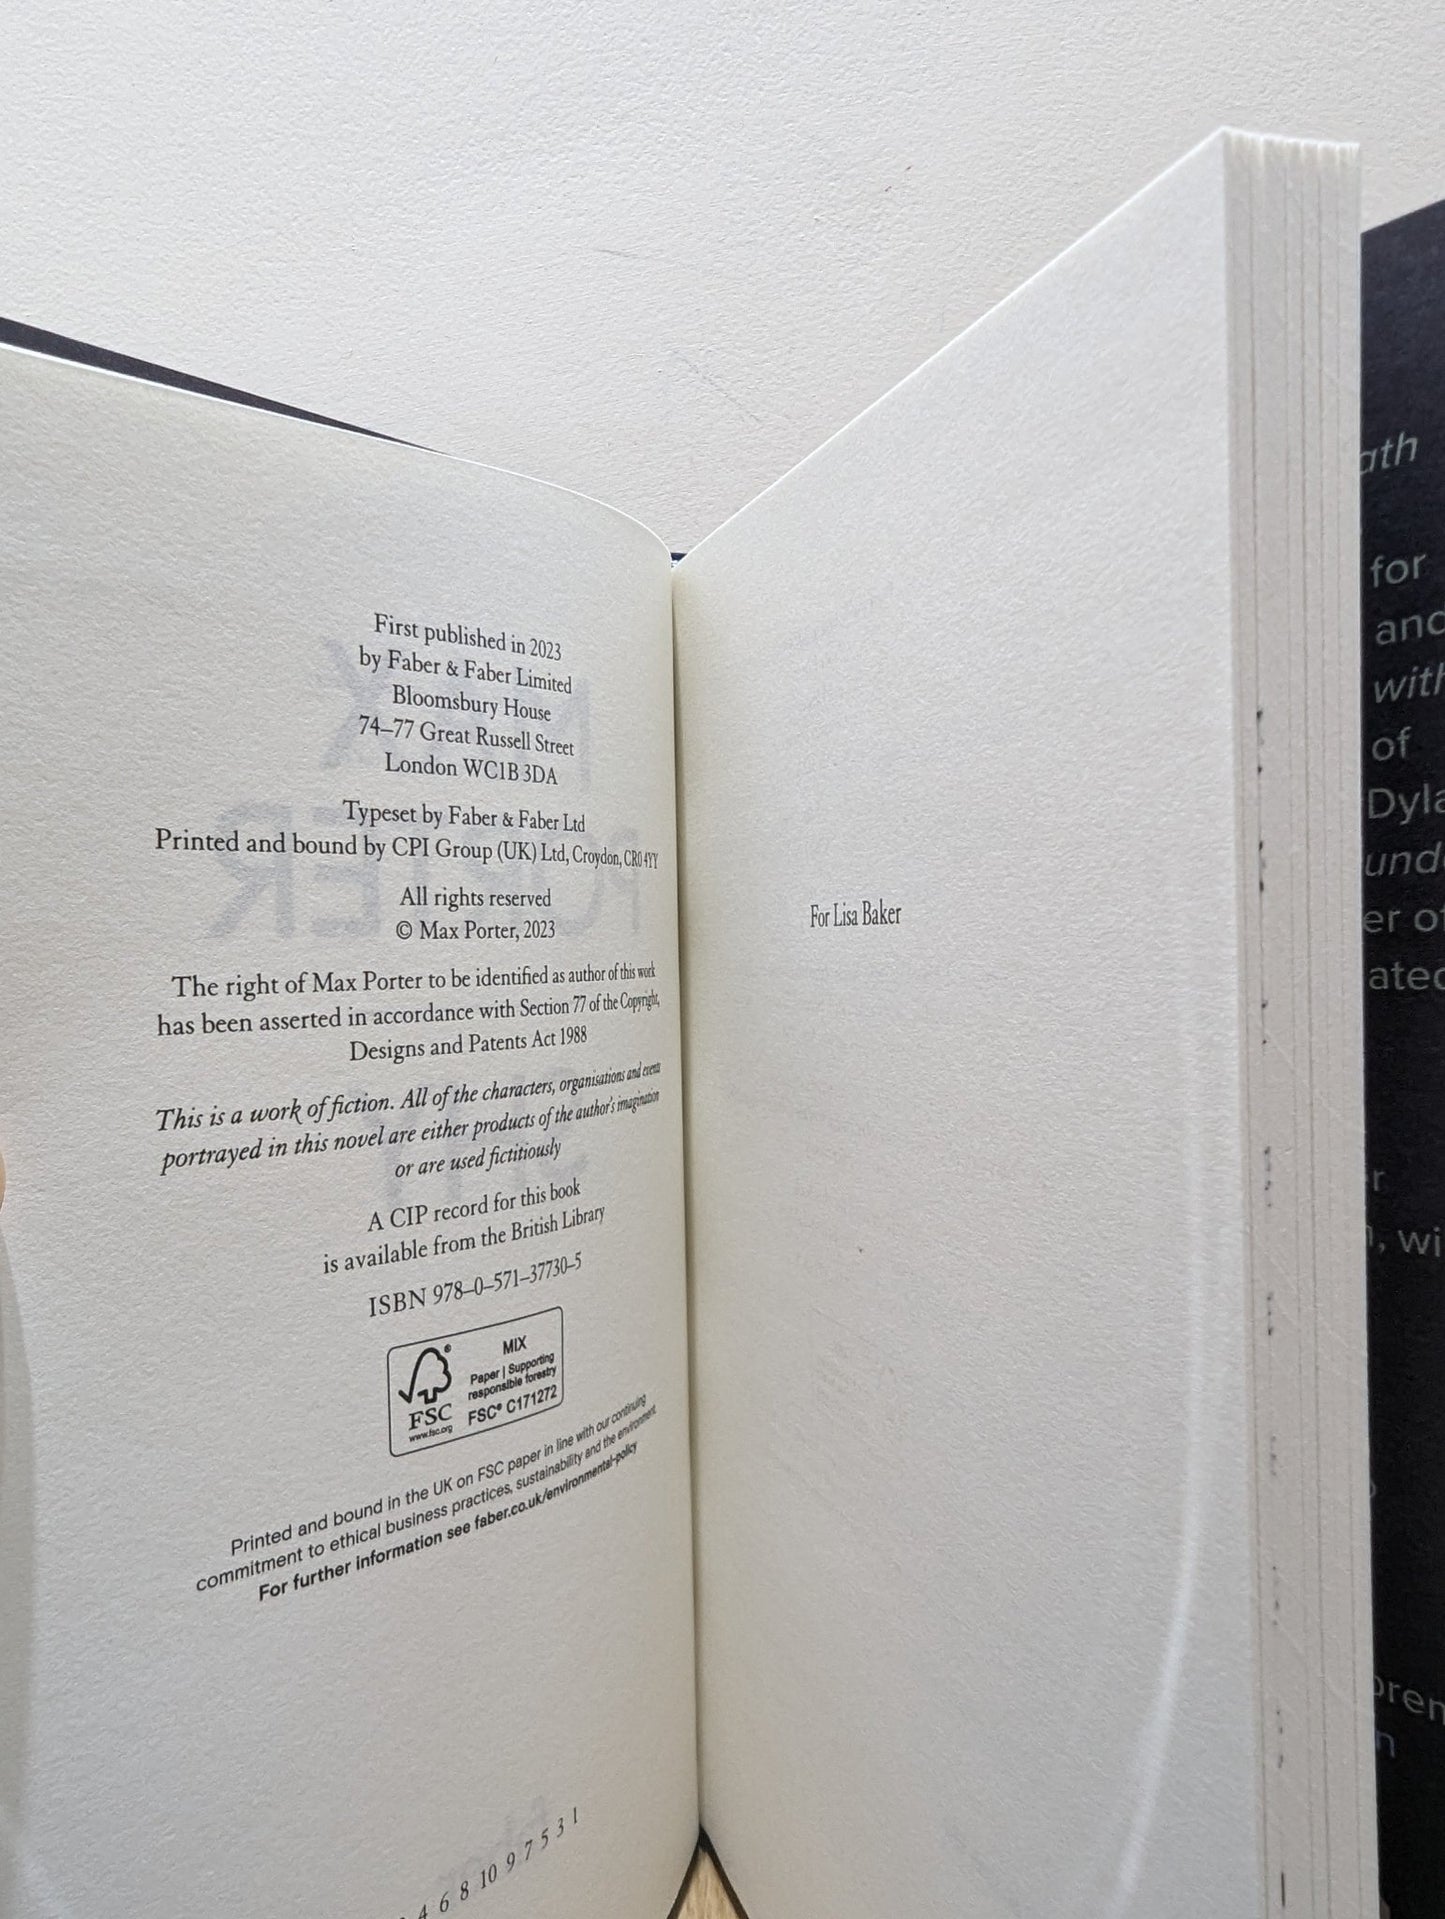 First published in 2023
by Faber & Faber Limited
Bloomsbury House
74–77 Great Russell Street
London WC1B 3DA
Typeset by Faber & Faber Ltd
Printed and bound by CPI Group (UK) Ltd, Croydon, CR0 4YY
All rights reserved
© Max Porter, 2023
The right of Max Porter to be identified as author of this work
has been asserted in accordance with Section 77 of the Copyright,
Designs and Patents Act 1988
This is a work of fiction. All of the characters, organisations and events
portrayed in this novel are either products of the author's imagination
or are used fictitiously
A CIP record for this book
is available from the British Library
ISBN 978–0–571–37730–5
MIX
Paper | Supporting
responsible forestry
FSC® C171272
FSC
www.fsc.org
Printed and bound in the UK on FSC paper in line with our continuing
commitment to ethical business practices, sustainability and the environment.
For further information see faber.co.uk/environmental-policy
4 6 8 10 9 7 5 3 1
For Lisa Baker
for
of